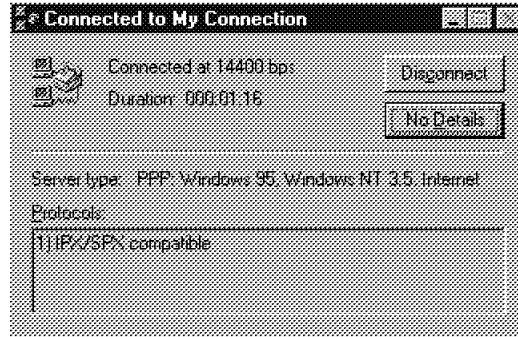 Connected to My Connection
Connected at 14400 bps
Disconnect
Duration: 000:01:16
No Details
Server type: PPP: Windows 95, Windows NT 3.5, Internet
Protocols:
1) IPX/SPX compatible